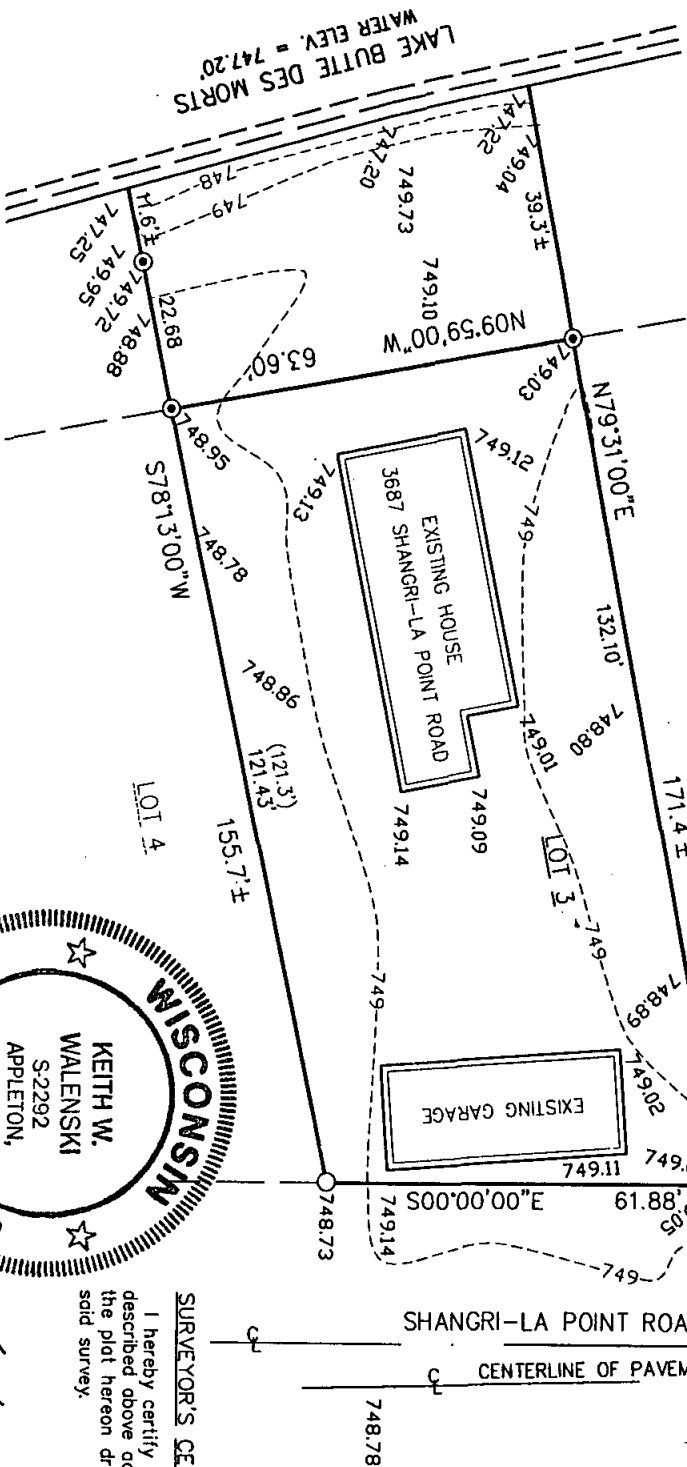 LAKE BUTTE DES MORTS
WATER ELEV. = 747.20'
747.22
749.04
39.3'±
747.20
749.73
748
749
11.6'±
747.25
749.95
749.72
748.88
22.68
749.10
N09°59'00"W
63.60'
749.03
N79°31'00"E
748.95
S78°13'00"W
748.78
749.12
749.13
EXISTING HOUSE
3687 SHANGRI-LA POINT ROAD
749
132.10'
748.80
749.01
171.4'±
748.86
(121.3')
121.43'
155.7'±
749.09
749.14
LOT 3
LOT 4
749
749
748.89
749.02
EXISTING GARAGE
749.11
749.14
S00°00'00"E
61.88'
748.73
749
WISCONSIN
KEITH W.
WALENSKI
S-2292
APPLETON,
SHANGRI-LA POINT
CENTERLINE OF
748.78
SURVEYOR'S
I hereby certify
described above
the plat hereon
said survey.